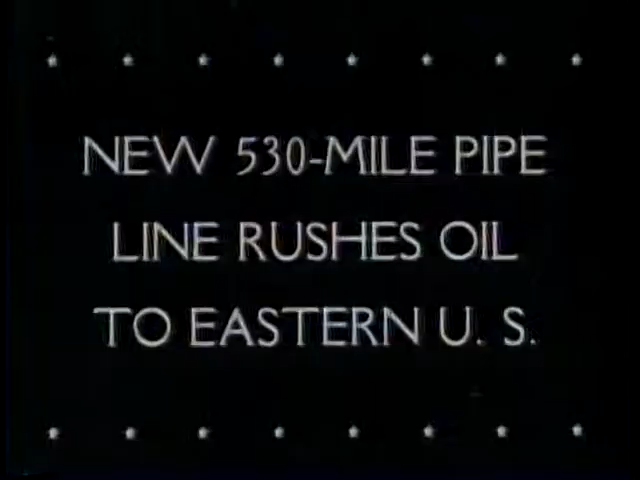 NEW 530-MILE PIPE
LINE RUSHES OIL
TO EASTERN U. S.